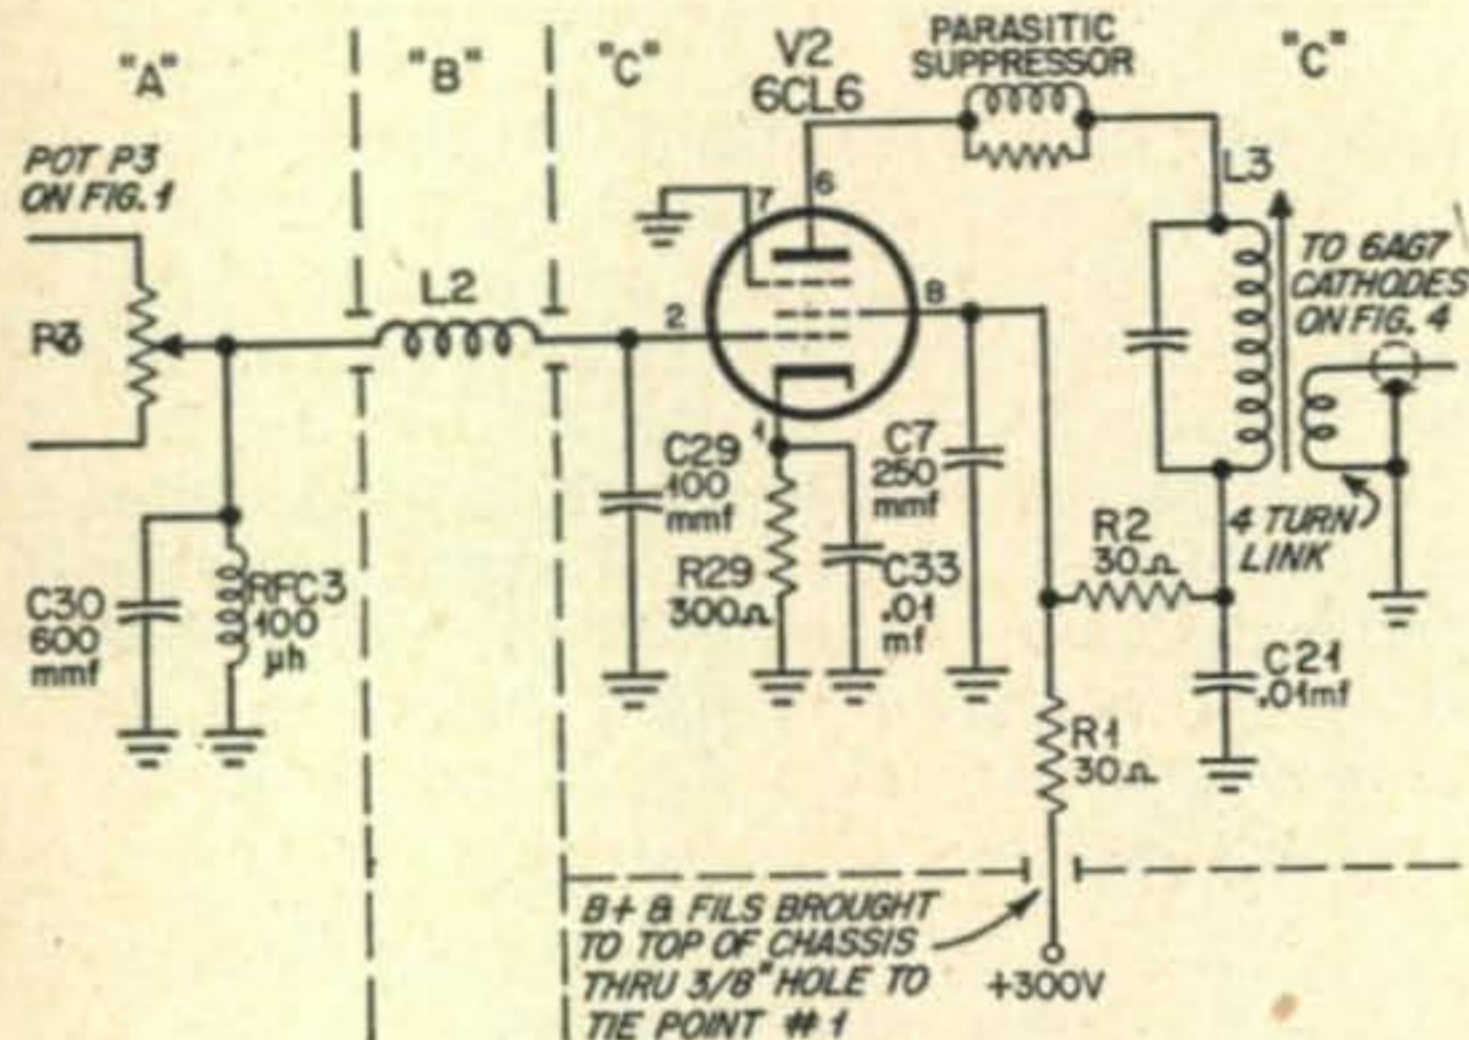 "A"
"B"
"C"
V2
6CL6
PARASITIC
SUPPRESSOR
"C"
POT P3
ON FIG. 1
7
6
L3
TO 6AG7
CATHODES
ON FIG. 4
L2
8
2
R3
C29
100
mmf
1
C7
250
mmf
R2
30Ω
4 TURN
LINK
R29
300Ω
C33
.01
mf
C30
600
mmf
RFC3
100
µh
C21
.01mf
R1
30Ω
B+ & FILS BROUGHT
TO TOP OF CHASSIS
THRU 3/8" HOLE TO
TIE POINT #1
+300V